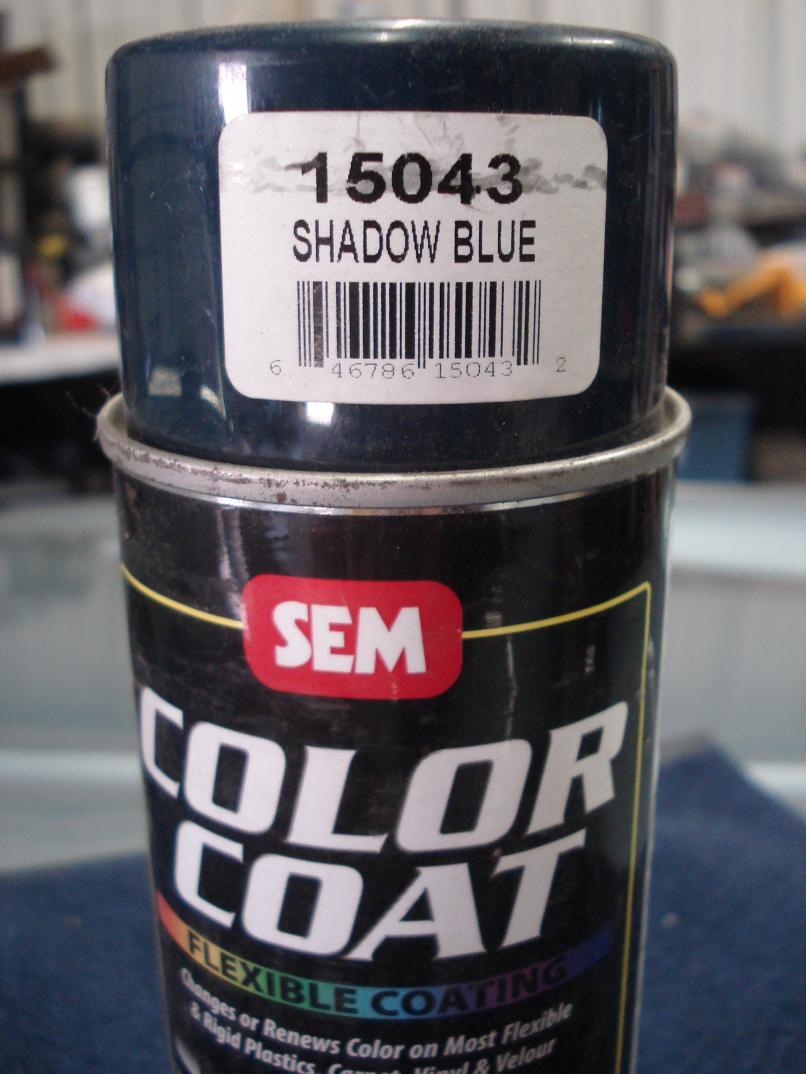 15043
SHADOW BLUE
6 46786 15043 2
SEM
COLOR
COAT
FLEXIBLE COATING
Changes or Renews Color on Most Flexible
& Rigid Plastics, Carpet, Vinyl & Velour